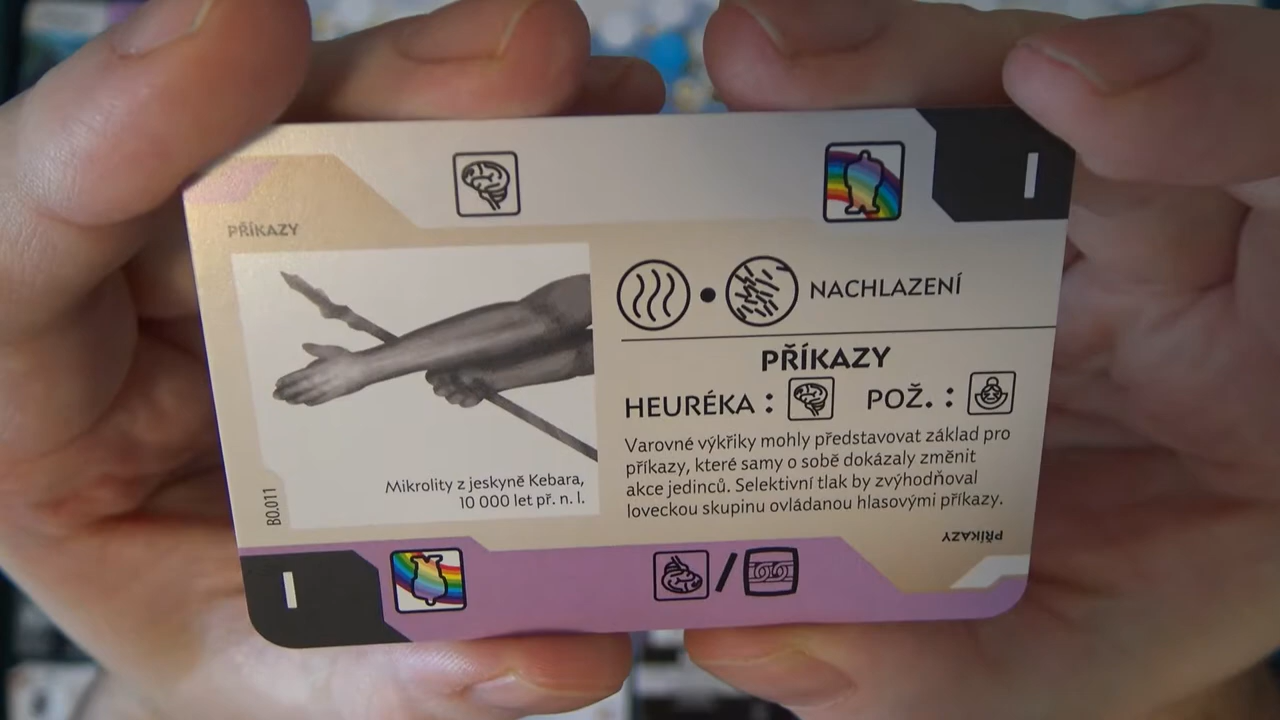 I
PŘÍKAZY
NACHLAZENÍ
PŘÍKAZY
HEURÉKA : POŽ. :
Varovné výkřiky mohly představovat základ pro
příkazy, které samy o sobě dokázaly změnit
akce jedinců. Selektivní tlak by zvýhodňoval
loveckou skupinu ovládanou hlasovými příkazy.
Mikrolity z jeskyně Kebara,
10 000 let př. n. l.
BO.011
PŘÍKAZY
I
/